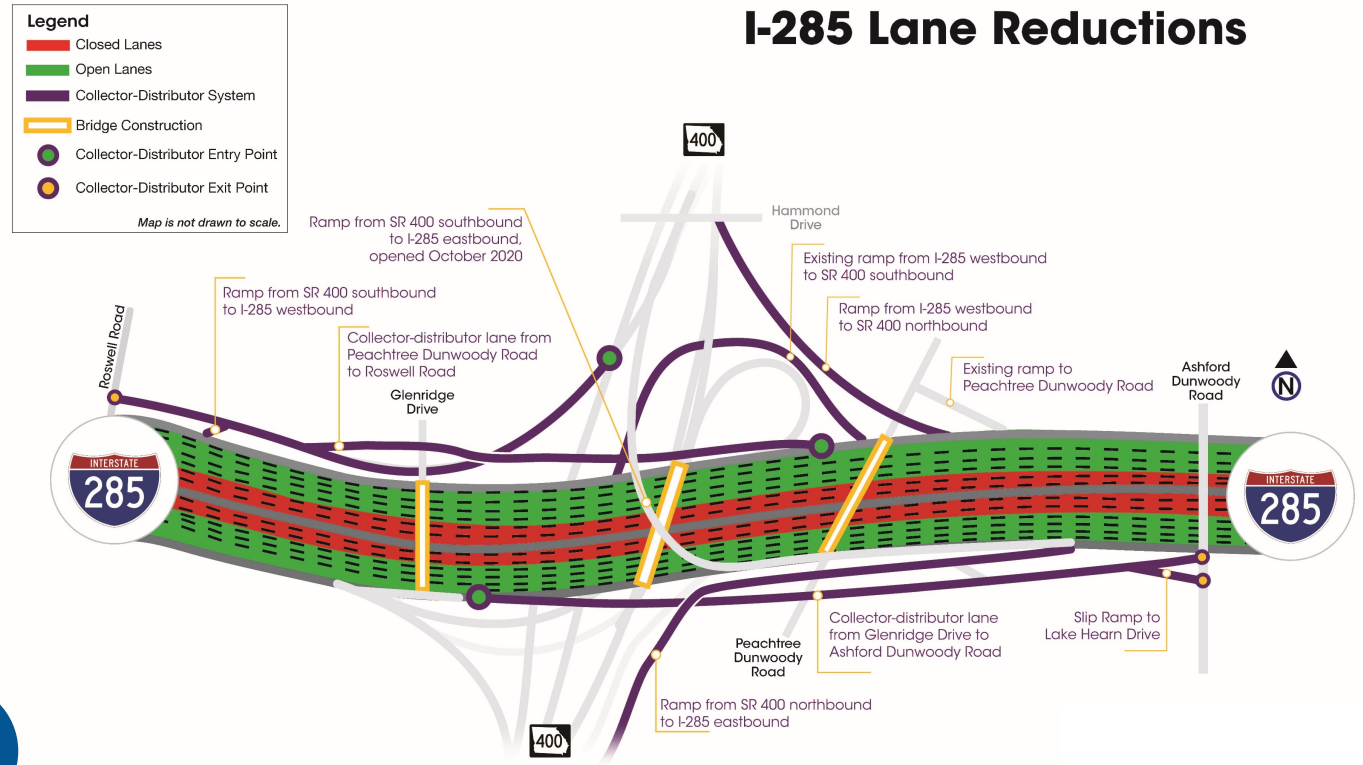 I-285 Lane Reductions
Legend
Closed Lanes
Open Lanes
Collector-Distributor System
Bridge Construction
Collector-Distributor Entry Point
Collector-Distributor Exit Point
Map is not drawn to scale.
400
Hammond
Drive
Ramp from SR 400 southbound
to I-285 eastbound,
opened October 2020
Existing ramp from I-285 westbound
to SR 400 southbound
Ramp from SR 400 southbound
to I-285 westbound
Ramp from I-285 westbound
to SR 400 northbound
Roswell Road
Collector-distributor lane from
Peachtree Dunwoody Road
to Roswell Road
Existing ramp to
Peachtree Dunwoody Road
Ashford
Dunwoody
Road
N
Glenridge
Drive
INTERSTATE
285
INTERSTATE
285
Collector-distributor lane
from Glenridge Drive to
Ashford Dunwoody Road
Slip Ramp to
Lake Hearn Drive
Peachtree
Dunwoody
Road
Ramp from SR 400 northbound
to I-285 eastbound
400